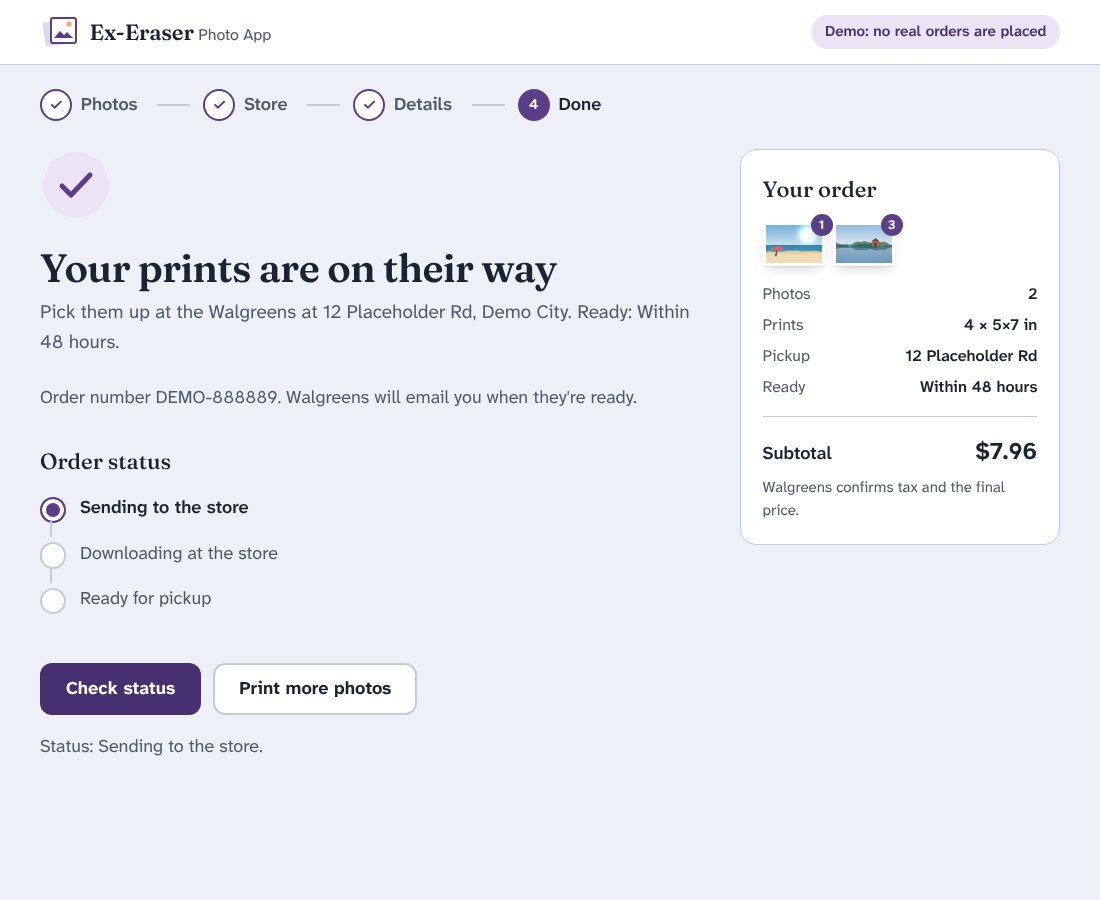 Ex-Eraser Photo App
Demo: no real orders are placed
Photos
Store
Details
4 Done
Your prints are on their way
Pick them up at the Walgreens at 12 Placeholder Rd, Demo City. Ready: Within
48 hours.
Order number DEMO-888889. Walgreens will email you when they're ready.
Order status
Sending to the store
Downloading at the store
Ready for pickup
Check status
Print more photos
Status: Sending to the store.
Your order
1
3
Photos 2
Prints 4 × 5×7 in
Pickup 12 Placeholder Rd
Ready Within 48 hours
Subtotal $7.96
Walgreens confirms tax and the final
price.